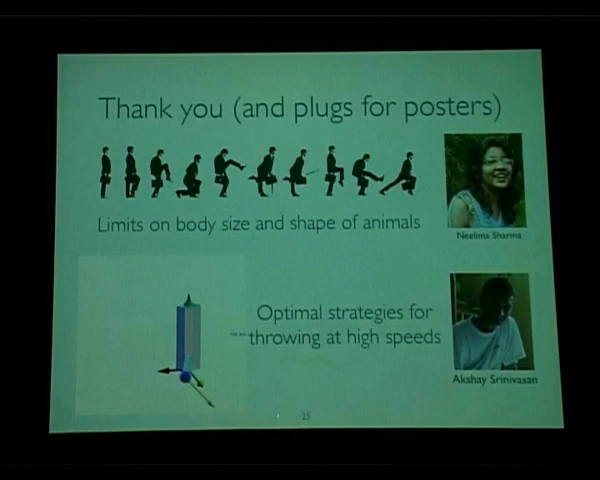 Thank you (and plugs for posters)
Limits on body size and shape of animals
Neelima Sharma
Optimal strategies for
throwing at high speeds
Akshay Srinivasan
25